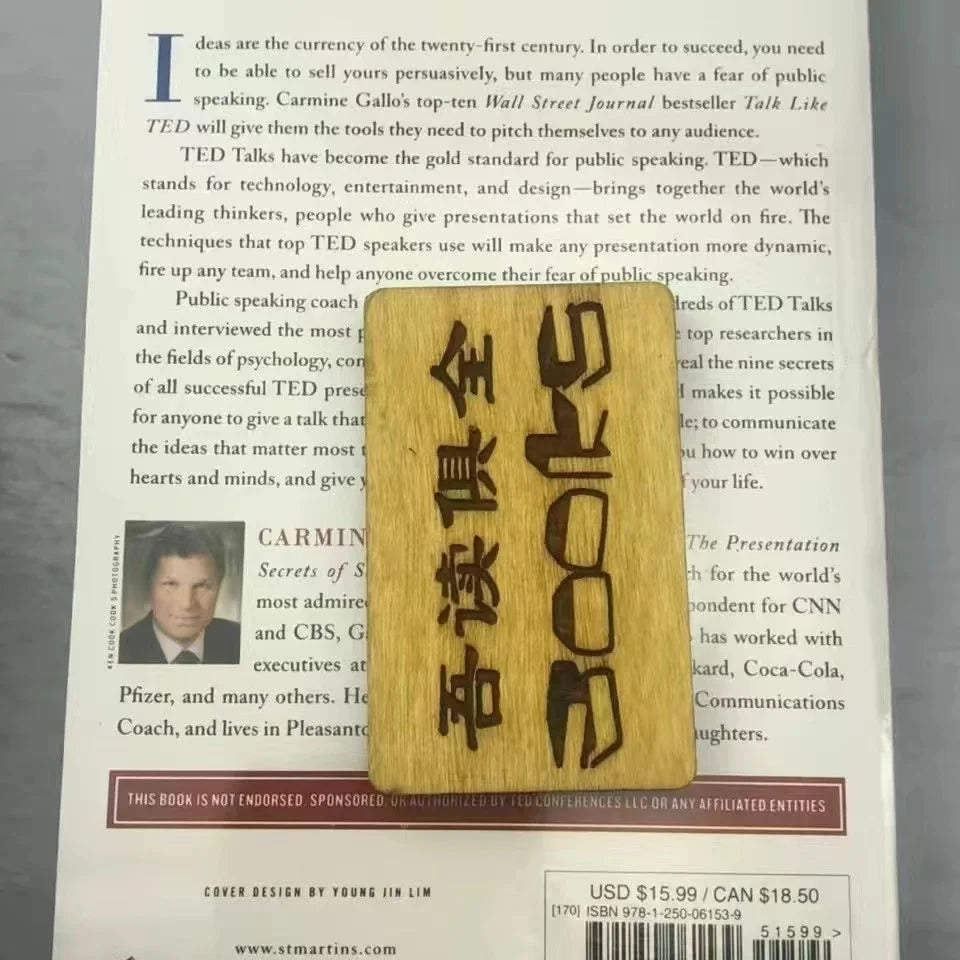 Ideas are the currency of the twenty-first century. In order to succeed, you need
to be able to sell yours persuasively, but many people have a fear of public
speaking. Carmine Gallo's top-ten Wall Street Journal bestseller Talk Like
TED will give them the tools they need to pitch themselves to any audience.
TED Talks have become the gold standard for public speaking. TED—which
stands for technology, entertainment, and design—brings together the world's
leading thinkers, people who give presentations that set the world on fire. The
techniques that top TED speakers use will make any presentation more dynamic,
fire up any team, and help anyone overcome their fear of public speaking.
Public speaking coach of TED Talks
and interviewed the most top researchers in
the fields of psychology, the nine secrets
of all successful TED makes it possible
for anyone to give a talk that to communicate
the ideas that matter most how to win over
hearts and minds, and give your life.
KEN COOK COOK'S PHOTOGRAPHY
CARMIN The Presentation
Secrets of for the world's
most for CNN
and CBS, has worked with
executives at Coca-Cola,
Pfizer, and many others. He Communications
Coach, and lives in
吾读俱全
Books
THIS BOOK IS NOT ENDORSED, SPONSORED, OR AUTHORIZED BY TED CONFERENCES LLC OR ANY AFFILIATED ENTITIES
COVER DESIGN BY YOUNG JIN LIM
www.stmartins.com
USD $15.99 / CAN $18.50
[170] ISBN 978-1-250-06153-9
51599 >